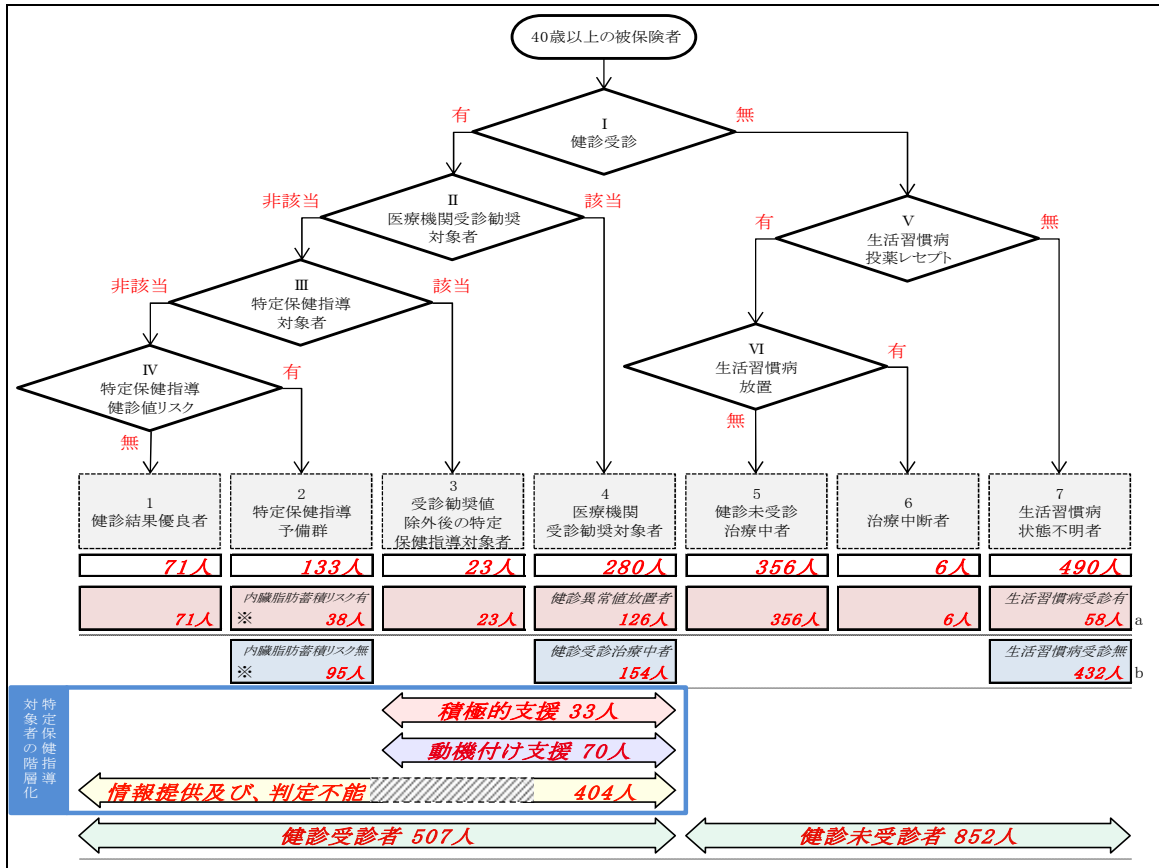 40歳以上の被保険者
Ⅰ
健診受診
有
無
Ⅱ
医療機関受診勧奨
対象者
非該当
該当
Ⅴ
生活習慣病
投薬レセプト
有
無
Ⅲ
特定保健指導
対象者
非該当
該当
Ⅵ
生活習慣病
放置
有
無
Ⅳ
特定保健指導
健診値リスク
有
無
1
健診結果優良者
2
特定保健指導
予備群
3
受診勧奨値
除外後の特定
保健指導対象者
4
医療機関
受診勧奨対象者
5
健診未受診
治療中者
6
治療中断者
7
生活習慣病
状態不明者
71人
133人
23人
280人
356人
6人
490人
71人
内臓脂肪蓄積リスク有
※ 38人
23人
健診異常値放置者
126人
356人
6人
生活習慣病受診有
58人
a
内臓脂肪蓄積リスク無
※ 95人
健診受診治療中者
154人
生活習慣病受診無
432人
b
特定保健指導
対象者の階層化
積極的支援 33人
動機付け支援 70人
情報提供及び、判定不能 404人
健診受診者 507人
健診未受診者 852人